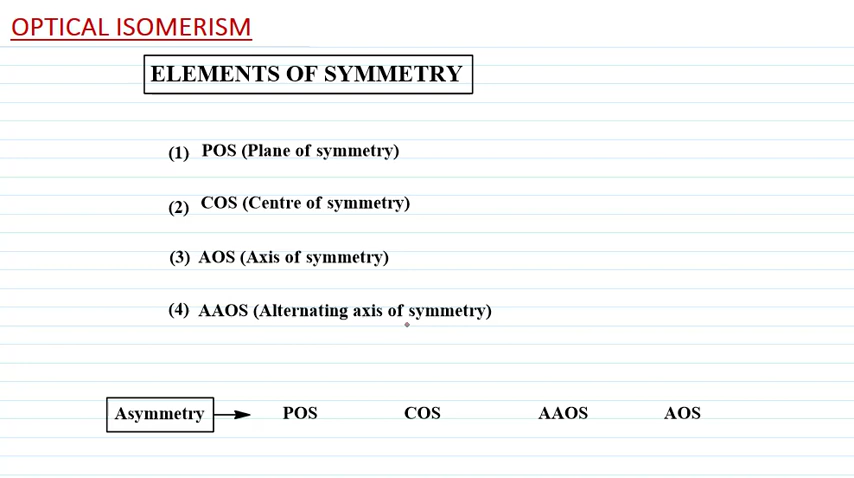 OPTICAL ISOMERISM
ELEMENTS OF SYMMETRY
(1) POS (Plane of symmetry)
(2) COS (Centre of symmetry)
(3) AOS (Axis of symmetry)
(4) AAOS (Alternating axis of symmetry)
Asymmetry POS COS AAOS AOS